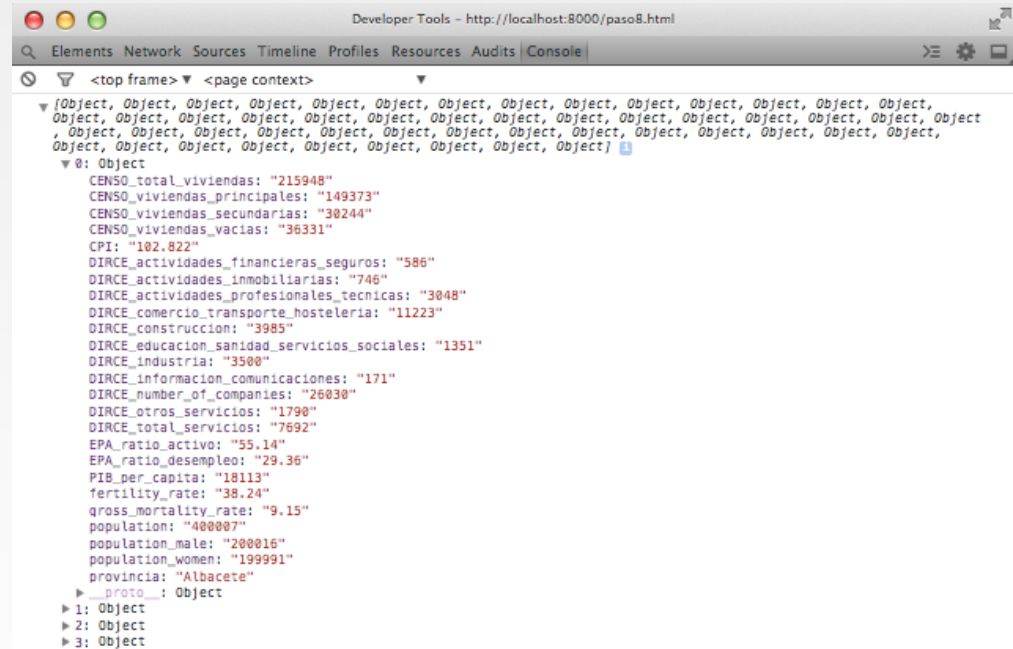 Developer Tools - http://localhost:8000/paso8.html
Elements Network Sources Timeline Profiles Resources Audits Console
<top frame> ▼ <page context> ▼
▼ [Object, Object, Object, Object, Object, Object, Object, Object, Object, Object, Object, Object, Object, Object,
Object, Object, Object, Object, Object, Object, Object, Object, Object, Object, Object, Object, Object, Object, Object
, Object, Object, Object, Object, Object, Object, Object, Object, Object, Object, Object, Object, Object, Object,
Object, Object, Object, Object, Object, Object, Object, Object, Object] i
▼ 0: Object
CENSO_total_viviendas: "215948"
CENSO_viviendas_principales: "149373"
CENSO_viviendas_secundarias: "30244"
CENSO_viviendas_vacias: "36331"
CPI: "102.822"
DIRCE_actividades_financieras_seguros: "586"
DIRCE_actividades_inmobiliarias: "746"
DIRCE_actividades_profesionales_tecnicas: "3048"
DIRCE_comercio_transporte_hosteleria: "11223"
DIRCE_construccion: "3985"
DIRCE_educacion_sanidad_servicios_sociales: "1351"
DIRCE_industria: "3500"
DIRCE_informacion_comunicaciones: "171"
DIRCE_number_of_companies: "26030"
DIRCE_otros_servicios: "1790"
DIRCE_total_servicios: "7692"
EPA_ratio_activo: "55.14"
EPA_ratio_desempleo: "29.36"
PIB_per_capita: "18113"
fertility_rate: "38.24"
gross_mortality_rate: "9.15"
population: "400007"
population_male: "200016"
population_women: "199991"
provincia: "Albacete"
▶ __proto__: Object
▶ 1: Object
▶ 2: Object
▶ 3: Object